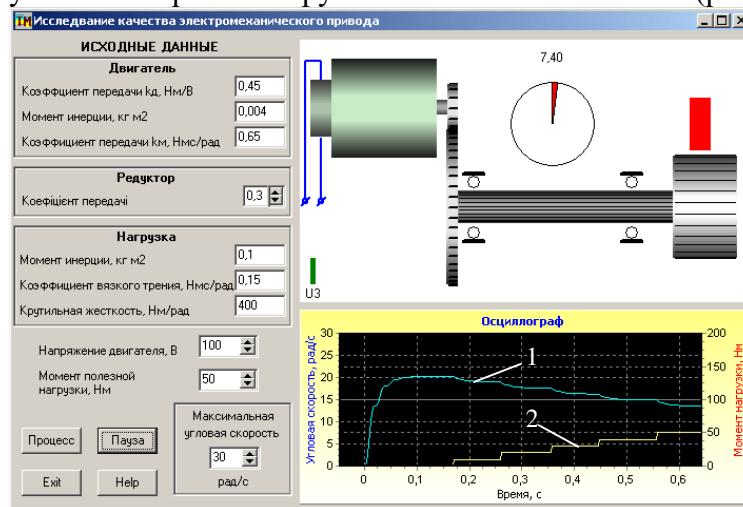 Исследвание качества электромеханического привода
ИСХОДНЫЕ ДАННЫЕ
Двигатель
Коэффциент передачи kд, Нм/В 0,45
Момент инерции, кг м2 0,004
Коэффициент передачи kм, Нмс/рад 0,65
Редуктор
Коефіцієнт передачі 0,3
Нагрузка
Момент инерции, кг м2 0,1
Коэффициент вязкого трения, Нмс/рад 0,15
Крутильная жесткость, Нм/рад 400
Напряжение двигателя, В 100
Момент полезной
нагрузки, Нм 50
Максимальная
угловая скорость
30
рад/с
Процесс Пауза
Exit Help
7,40
U3
Осциллограф
Угловая скорость, рад/с
30
25
20
15
10
5
0
1
2
200
150
100
50
0
Момент нагрузки, Нм
0 0,1 0,2 0,3 0,4 0,5 0,6
Время, с